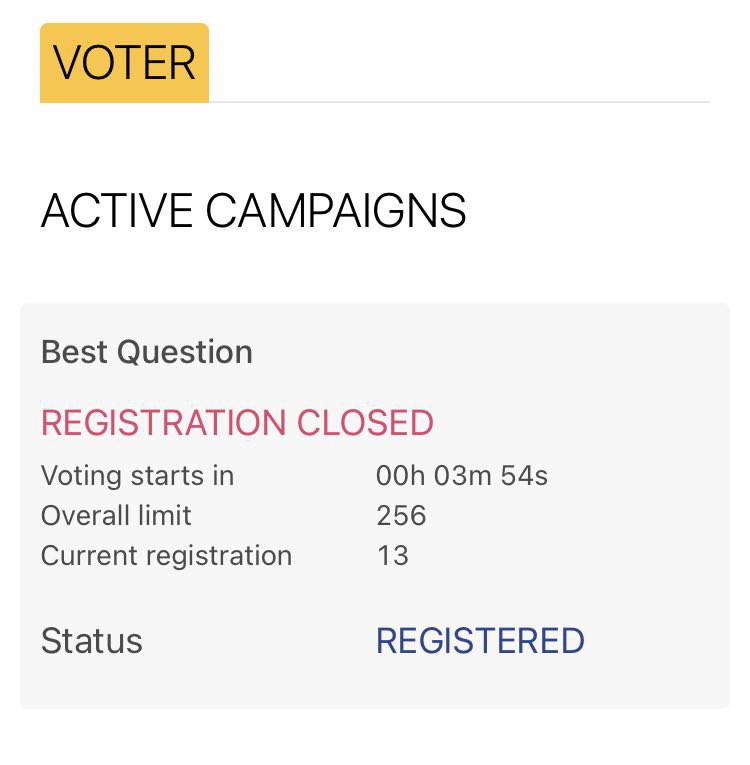 VOTER
ACTIVE CAMPAIGNS
Best Question
REGISTRATION CLOSED
Voting starts in 00h 03m 54s
Overall limit 256
Current registration 13
Status REGISTERED